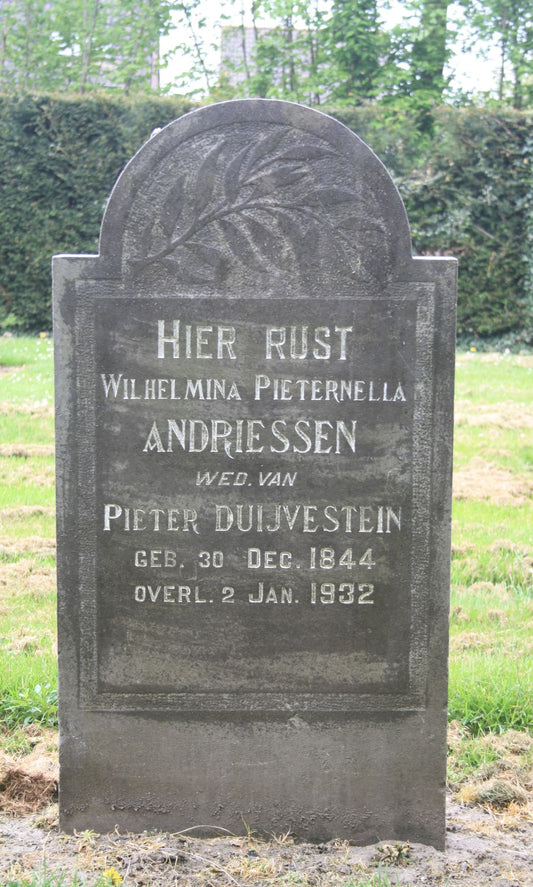 HIER RUST
WILHELMINA PIETERNELLA
ANDRIESSEN
WED. VAN
PIETER DUIJVESTEIN
GEB. 30 DEC. 1844
OVERL. 2 JAN. 1932